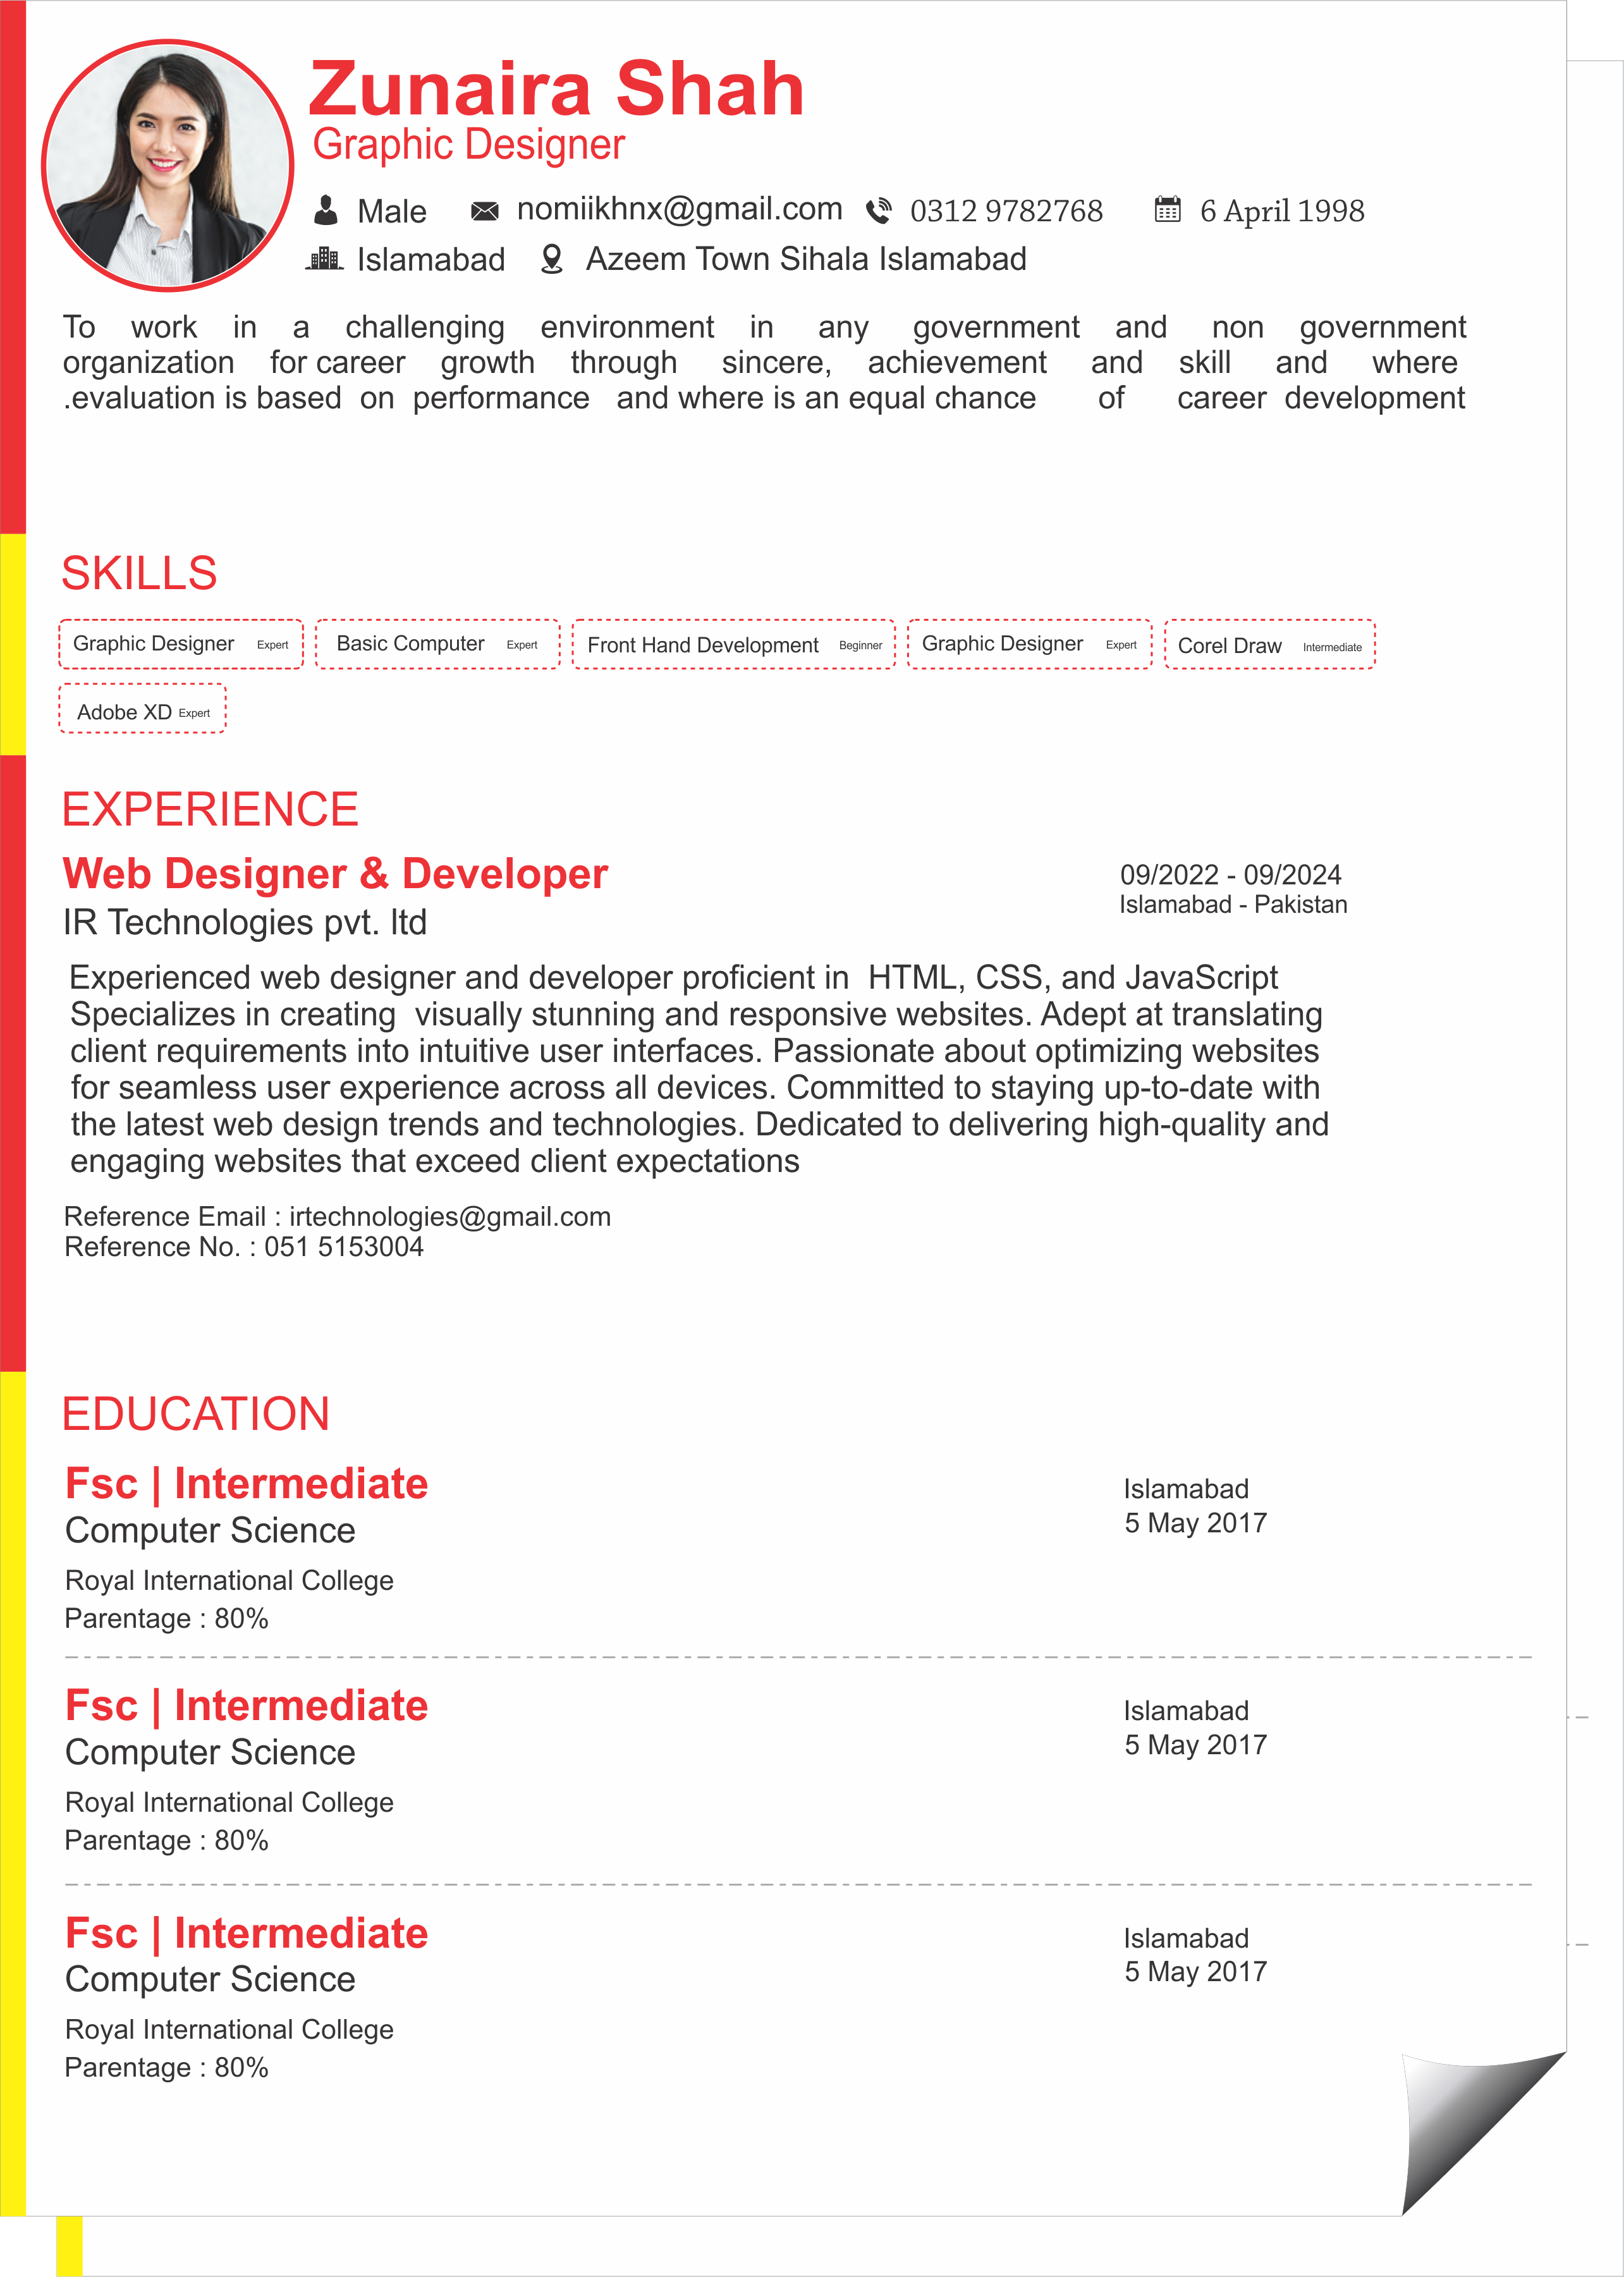 Zunaira Shah
Graphic Designer
Male nomiikhnx@gmail.com 0312 9782768 6 April 1998
Islamabad Azeem Town Sihala Islamabad
To work in a challenging environment in any government and non government
organization for career growth through sincere, achievement and skill and where
.evaluation is based on performance and where is an equal chance of career development
SKILLS
Graphic Designer Expert Basic Computer Expert Front Hand Development Beginner Graphic Designer Expert Corel Draw Intermediate
Adobe XD Expert
EXPERIENCE
Web Designer & Developer 09/2022 - 09/2024
Islamabad - Pakistan
IR Technologies pvt. ltd
Experienced web designer and developer proficient in HTML, CSS, and JavaScript
Specializes in creating visually stunning and responsive websites. Adept at translating
client requirements into intuitive user interfaces. Passionate about optimizing websites
for seamless user experience across all devices. Committed to staying up-to-date with
the latest web design trends and technologies. Dedicated to delivering high-quality and
engaging websites that exceed client expectations
Reference Email : irtechnologies@gmail.com
Reference No. : 051 5153004
EDUCATION
Fsc | Intermediate Islamabad
Computer Science 5 May 2017
Royal International College
Parentage : 80%
Fsc | Intermediate Islamabad
Computer Science 5 May 2017
Royal International College
Parentage : 80%
Fsc | Intermediate Islamabad
Computer Science 5 May 2017
Royal International College
Parentage : 80%